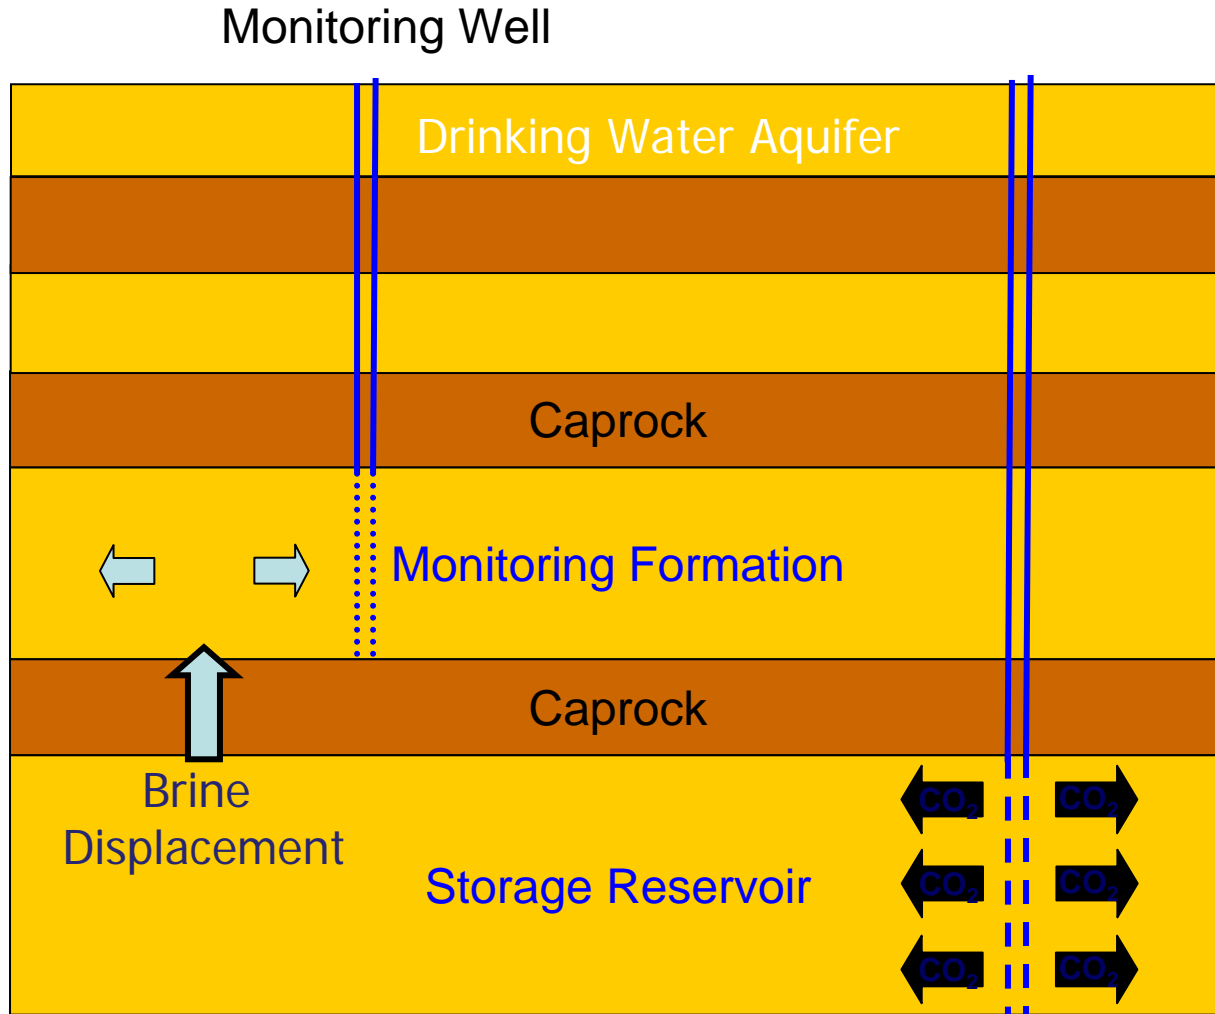 Monitoring Well
Drinking Water Aquifer
Caprock
Monitoring Formation
Caprock
Brine
Displacement
Storage Reservoir
CO₂ CO₂
CO₂ CO₂
CO₂ CO₂